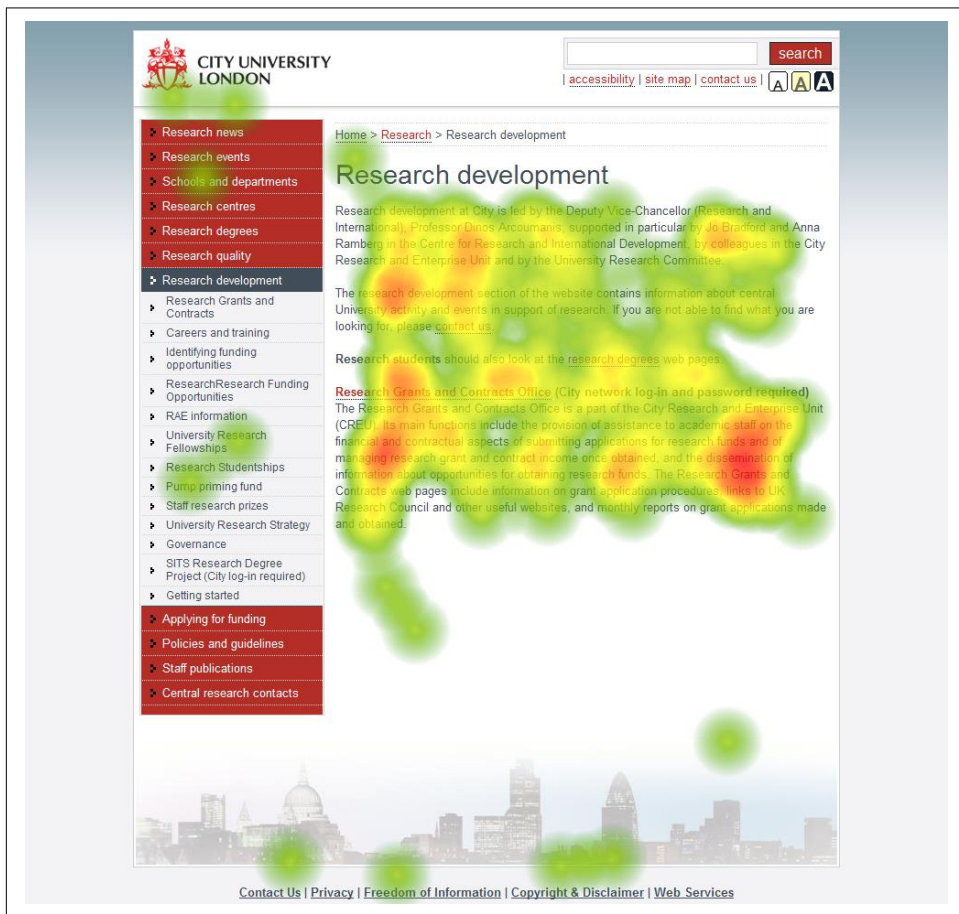 CITY UNIVERSITY
LONDON
search
| accessibility | site map | contact us | A A A
Research news
Research events
Schools and departments
Research centres
Research degrees
Research quality
Research development
Research Grants and
Contracts
Careers and training
Identifying funding
opportunities
ResearchResearch Funding
Opportunities
RAE information
University Research
Fellowships
Research Studentships
Pump priming fund
Staff research prizes
University Research Strategy
Governance
SITS Research Degree
Project (City log-in required)
Getting started
Applying for funding
Policies and guidelines
Staff publications
Central research contacts
Home > Research > Research development
Research development
Research development at City is led by the Deputy Vice-Chancellor (Research and
International), Professor Dinos Arcoumanis, supported in particular by Jo Bradford and Anna
Ramberg in the Centre for Research and International Development, by colleagues in the City
Research and Enterprise Unit and by the University Research Committee.
The research development section of the website contains information about central
University activity and events in support of research. If you are not able to find what you are
looking for, please contact us.
Research students should also look at the research degrees web pages
Research Grants and Contracts Office (City network log-in and password required)
The Research Grants and Contracts Office is a part of the City Research and Enterprise Unit
(CREU). Its main functions include the provision of assistance to academic staff on the
financial and contractual aspects of submitting applications for research funds and of
managing research grant and contract income once obtained, and the dissemination of
information about opportunities for obtaining research funds. The Research Grants and
Contracts web pages include information on grant application procedures, links to UK
Research Council and other useful websites, and monthly reports on grant applications made
and obtained.
Contact Us | Privacy | Freedom of Information | Copyright & Disclaimer | Web Services